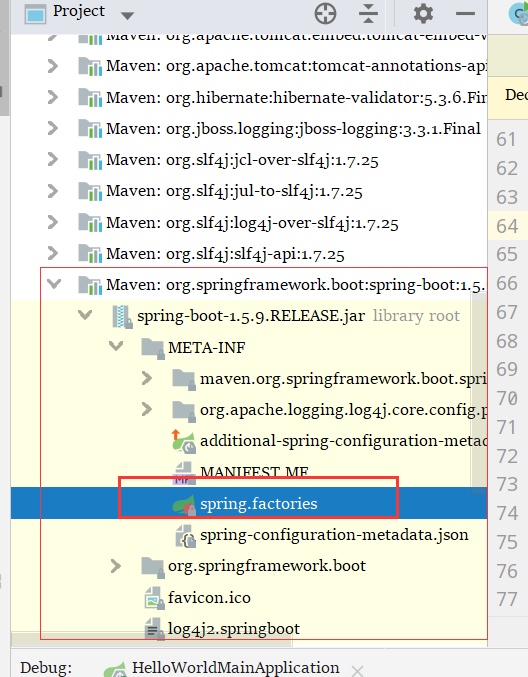 Project
Maven: org.apache.tomcat.embed:tomcat-embed-w
Maven: org.apache.tomcat:tomcat-annotations-api
Maven: org.hibernate:hibernate-validator:5.3.6.Fin
Maven: org.jboss.logging:jboss-logging:3.3.1.Final
Maven: org.slf4j:jcl-over-slf4j:1.7.25
Maven: org.slf4j:jul-to-slf4j:1.7.25
Maven: org.slf4j:log4j-over-slf4j:1.7.25
Maven: org.slf4j:slf4j-api:1.7.25
Maven: org.springframework.boot:spring-boot:1.5.
spring-boot-1.5.9.RELEASE.jar library root
META-INF
maven.org.springframework.boot.spri
org.apache.logging.log4j.core.config.p
additional-spring-configuration-metad
MANIFEST.MF
spring.factories
spring-configuration-metadata.json
org.springframework.boot
favicon.ico
log4j2.springboot
Dec
61
62
63
64
65
66
67
68
69
70
71
72
73
74
75
76
77
Debug: HelloWorldMainApplication